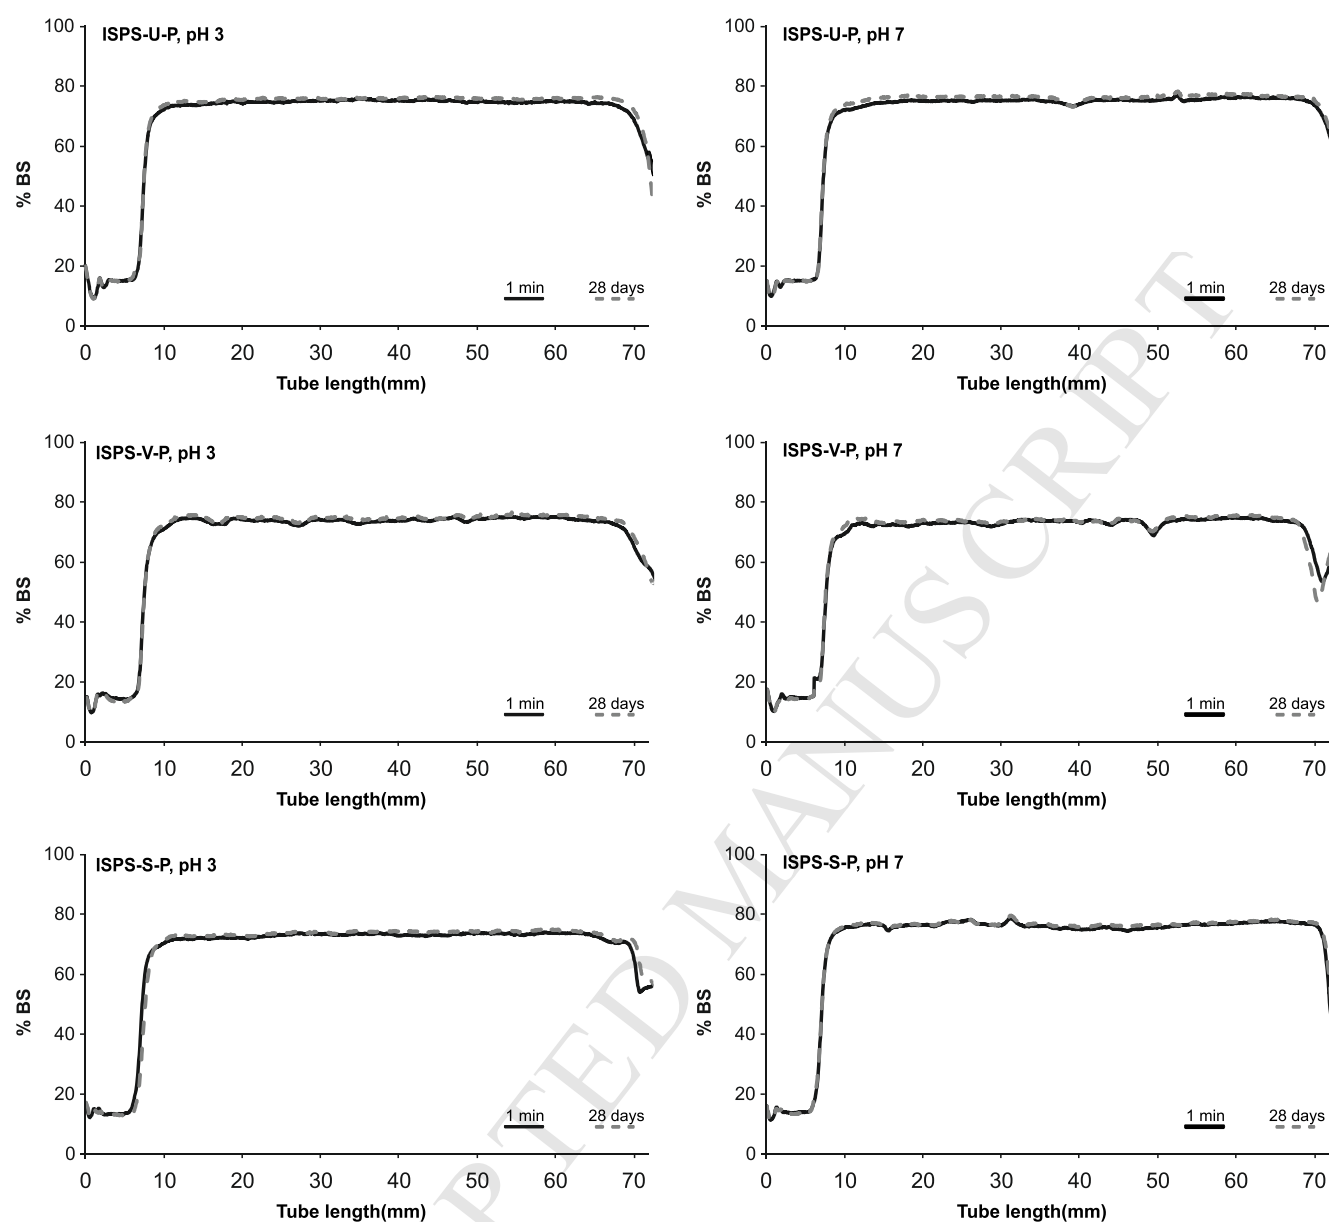 ISPS-U-P, pH 3
100
80
60
40
20
0
% BS
1 min
28 days
0 10 20 30 40 50 60 70
Tube length(mm)
ISPS-U-P, pH 7
100
80
60
40
20
0
% BS
1 min
28 days
0 10 20 30 40 50 60 70
Tube length(mm)
ISPS-V-P, pH 3
100
80
60
40
20
0
% BS
1 min
28 days
0 10 20 30 40 50 60 70
Tube length(mm)
ISPS-V-P, pH 7
100
80
60
40
20
0
% BS
1 min
28 days
0 10 20 30 40 50 60 70
Tube length(mm)
ISPS-S-P, pH 3
100
80
60
40
20
0
% BS
1 min
28 days
0 10 20 30 40 50 60 70
Tube length(mm)
ISPS-S-P, pH 7
100
80
60
40
20
0
% BS
1 min
28 days
0 10 20 30 40 50 60 70
Tube length(mm)
PTED MANUSCRIPT